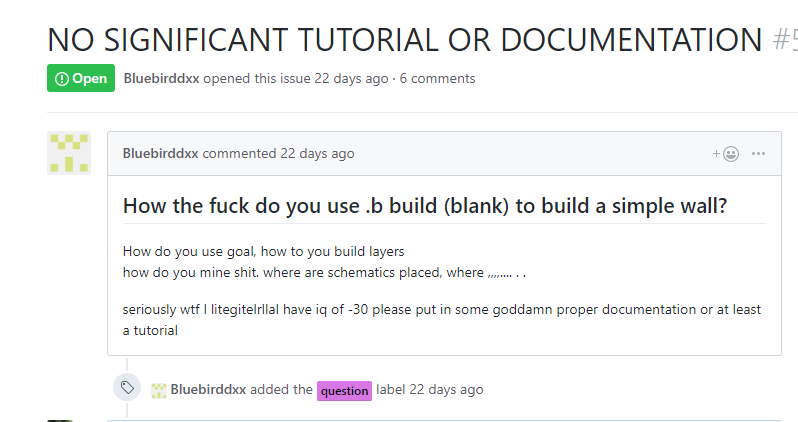 NO SIGNIFICANT TUTORIAL OR DOCUMENTATION #5
Open Bluebirddxx opened this issue 22 days ago · 6 comments
Bluebirddxx commented 22 days ago
How the fuck do you use .b build (blank) to build a simple wall?
How do you use goal, how to you build layers
how do you mine shit. where are schematics placed, where ,,,,.... . .
seriously wtf I litegitelrllal have iq of -30 please put in some goddamn proper documentation or at least
a tutorial
Bluebirddxx added the question label 22 days ago